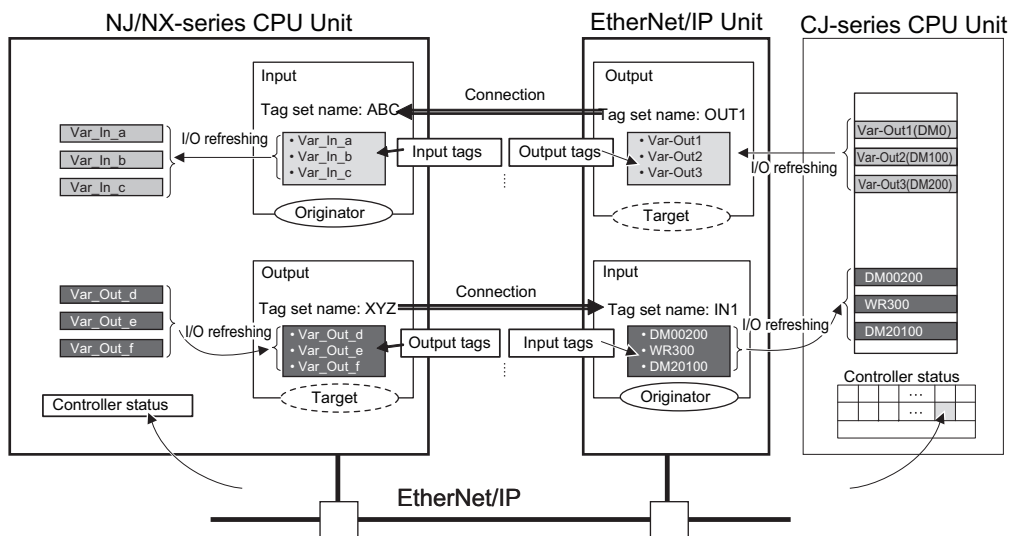 NJ/NX-series CPU Unit
EtherNet/IP Unit
CJ-series CPU Unit
Input
Tag set name: ABC
Connection
Output
Tag set name: OUT1
Var_In_a
Var_In_b
Var_In_c
I/O refreshing
• Var_In_a
• Var_In_b
• Var_In_c
Input tags
Output tags
• Var-Out1
• Var-Out2
• Var-Out3
I/O refreshing
Var-Out1(DM0)
Var-Out2(DM100)
Var-Out3(DM200)
Originator
Target
Output
Tag set name: XYZ
Connection
Input
Tag set name: IN1
Var_Out_d
Var_Out_e
Var_Out_f
I/O refreshing
• Var_Out_d
• Var_Out_e
• Var_Out_f
Output tags
Input tags
• DM00200
• WR300
• DM20100
I/O refreshing
DM00200
WR300
DM20100
Target
Originator
Controller status
Controller status
...
...
EtherNet/IP